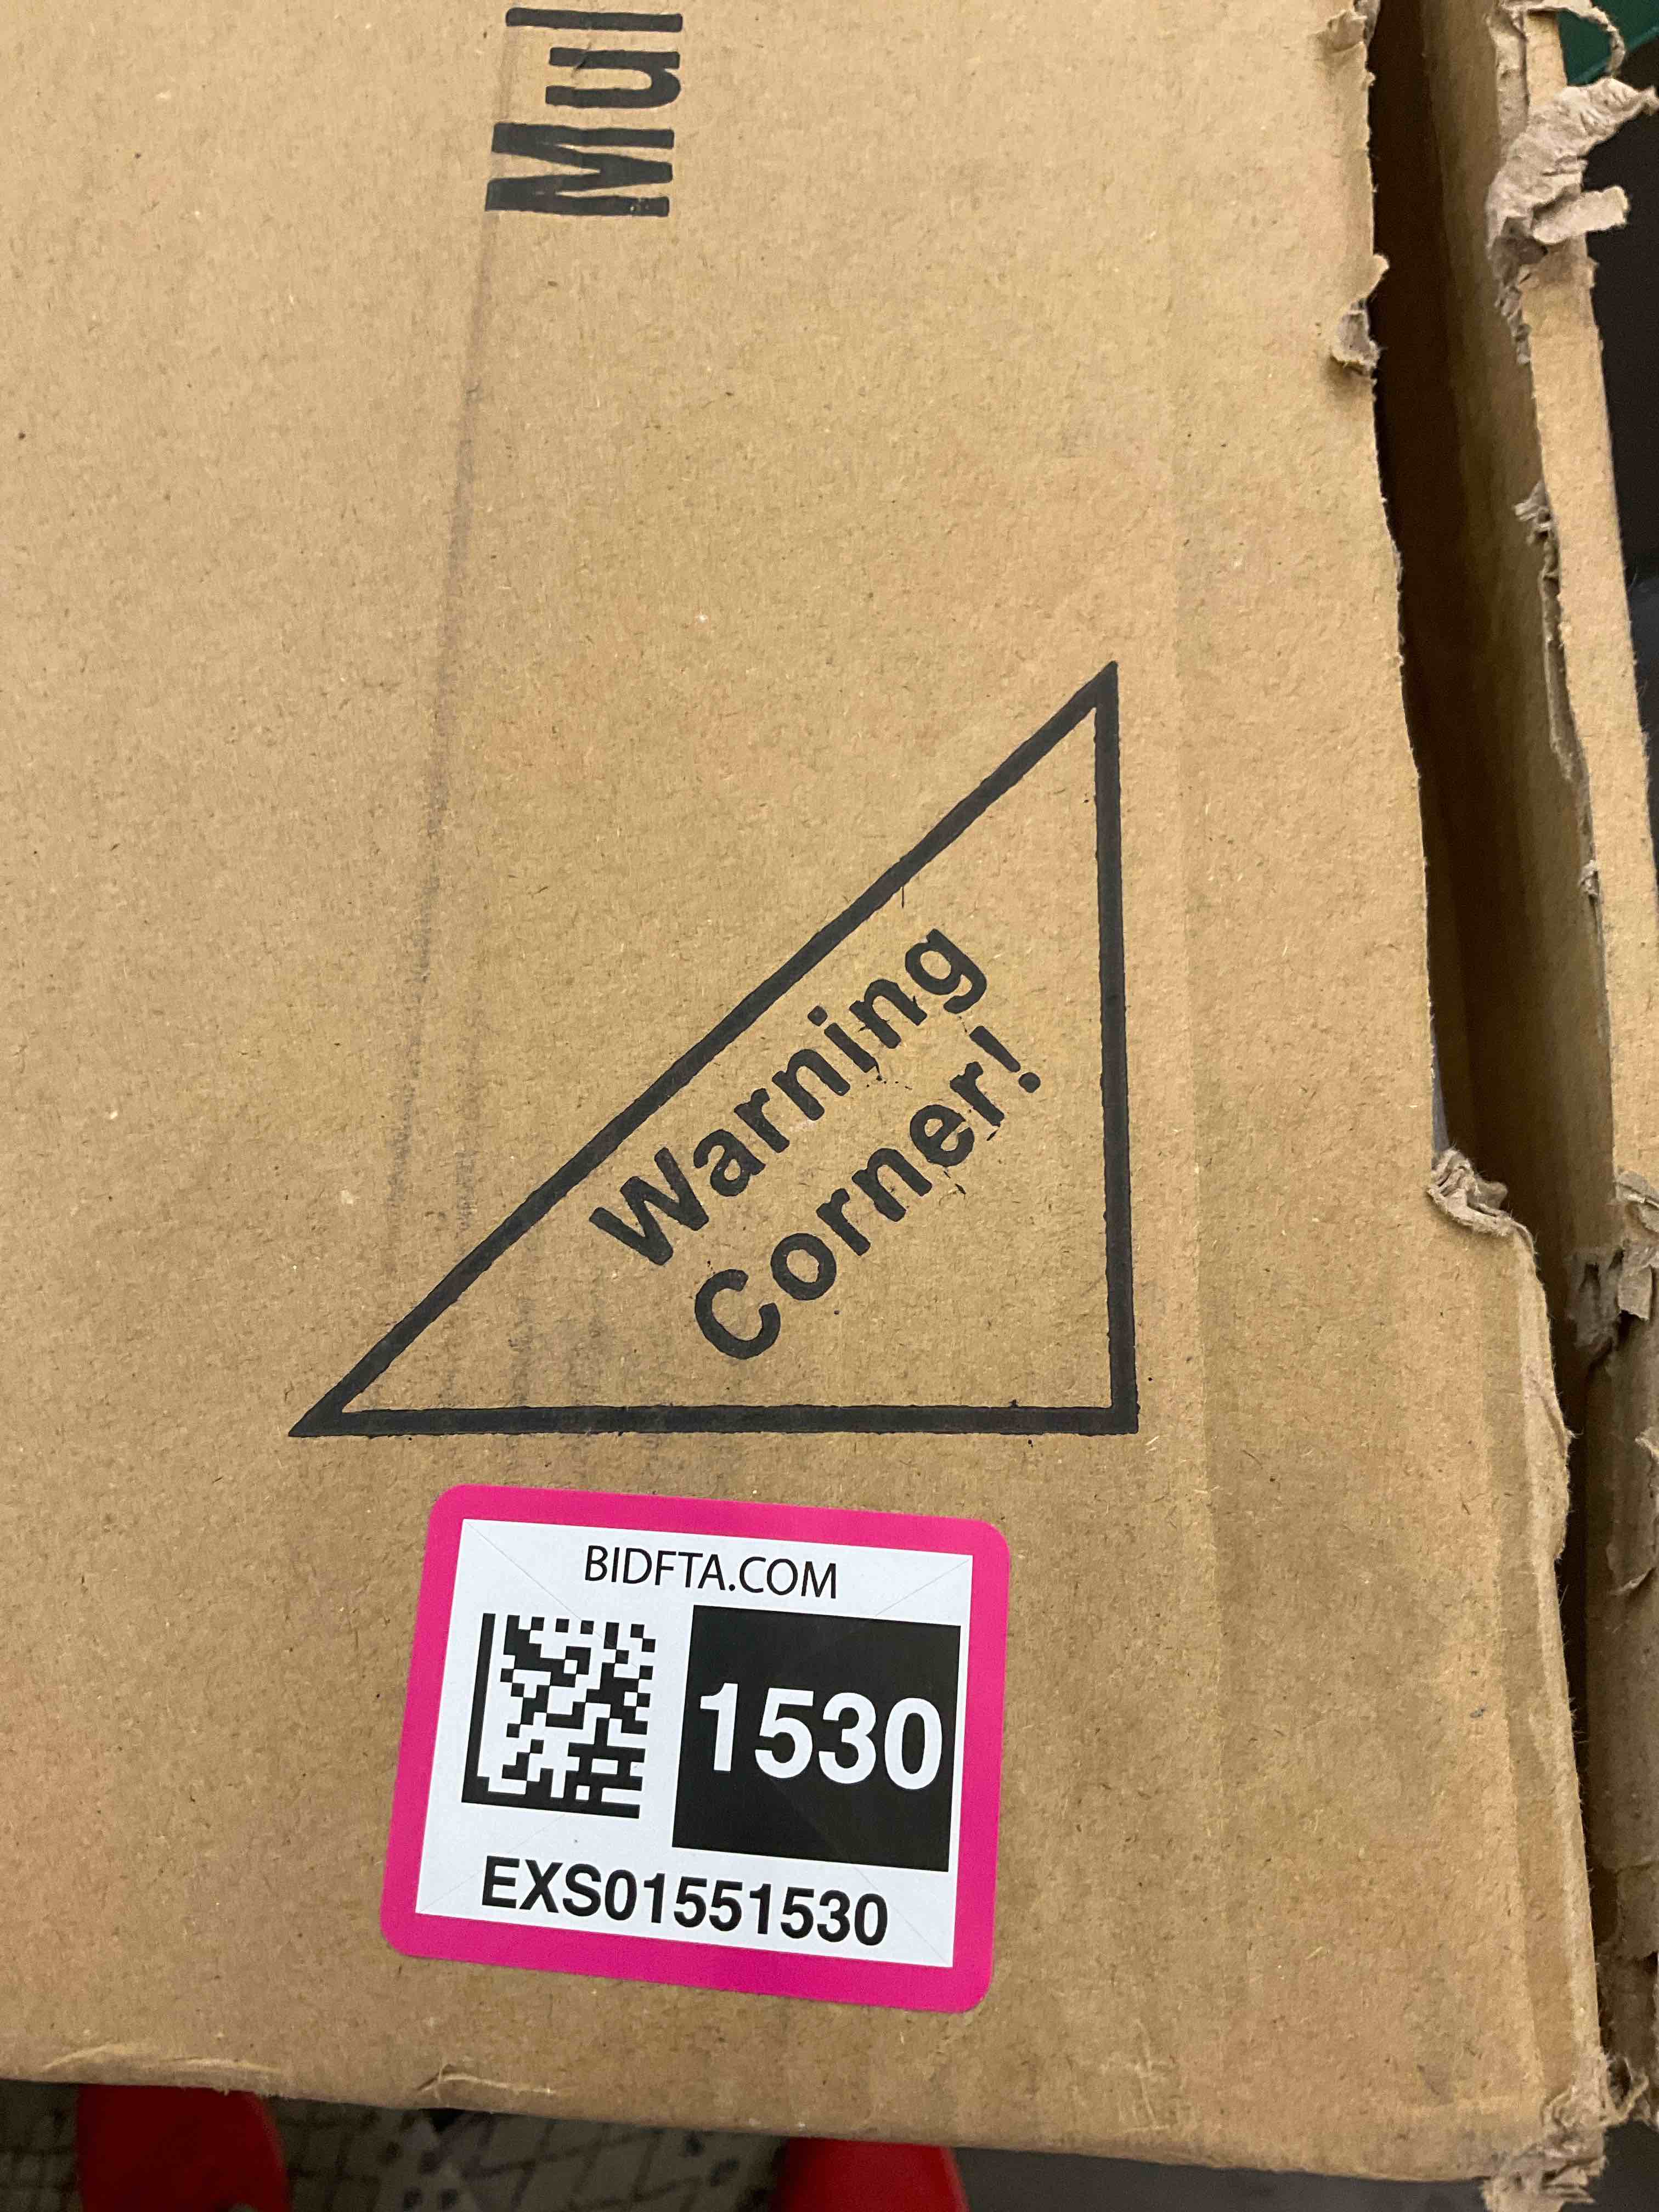 Mul
Warning
Corner!
BIDFTA.COM
1530
EXS01551530